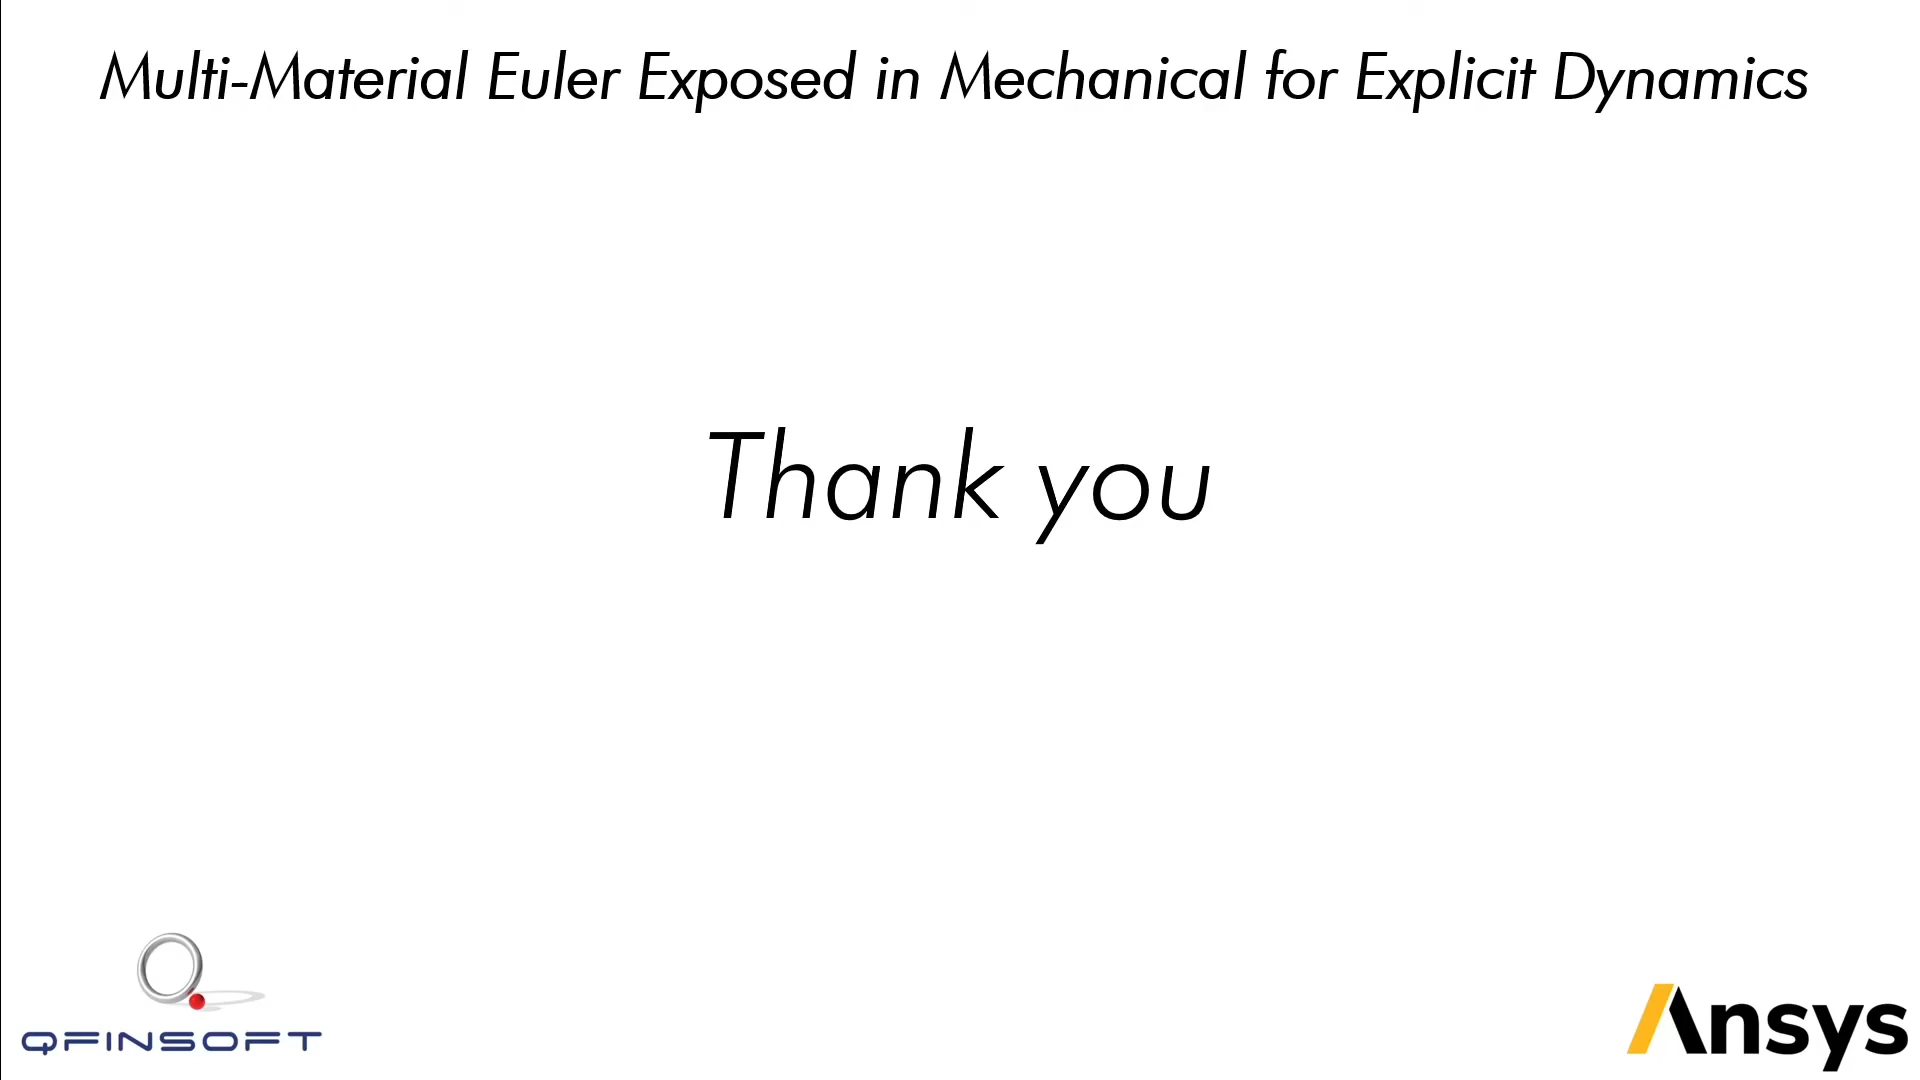 Multi-Material Euler Exposed in Mechanical for Explicit Dynamics
Thank you
QFINSOFT
Ansys